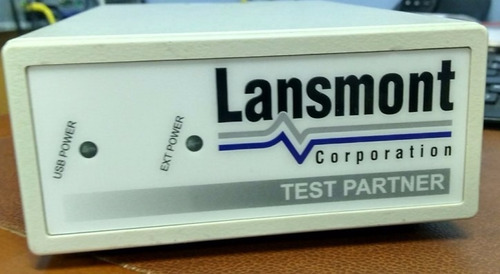 Lansmont
Corporation
USB POWER
EXT POWER
TEST PARTNER